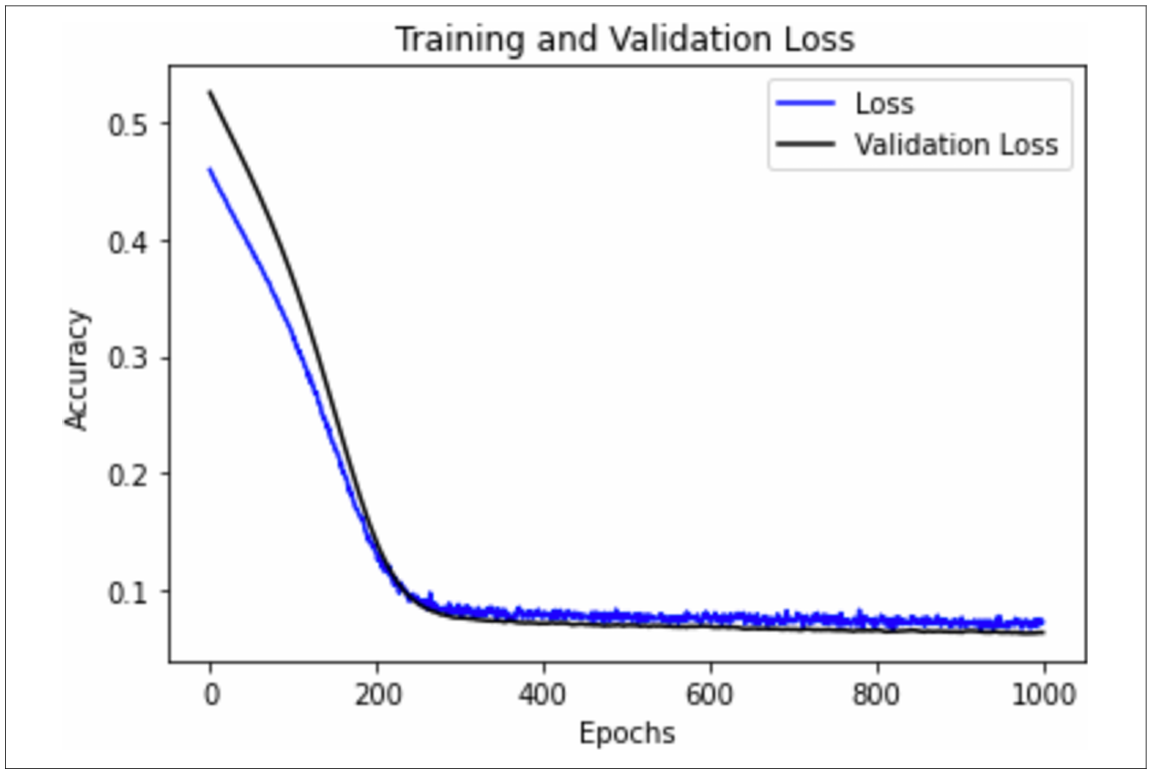 Training and Validation Loss
Loss
Validation Loss
0.5
0.4
0.3
0.2
0.1
Accuracy
0 200 400 600 800 1000
Epochs